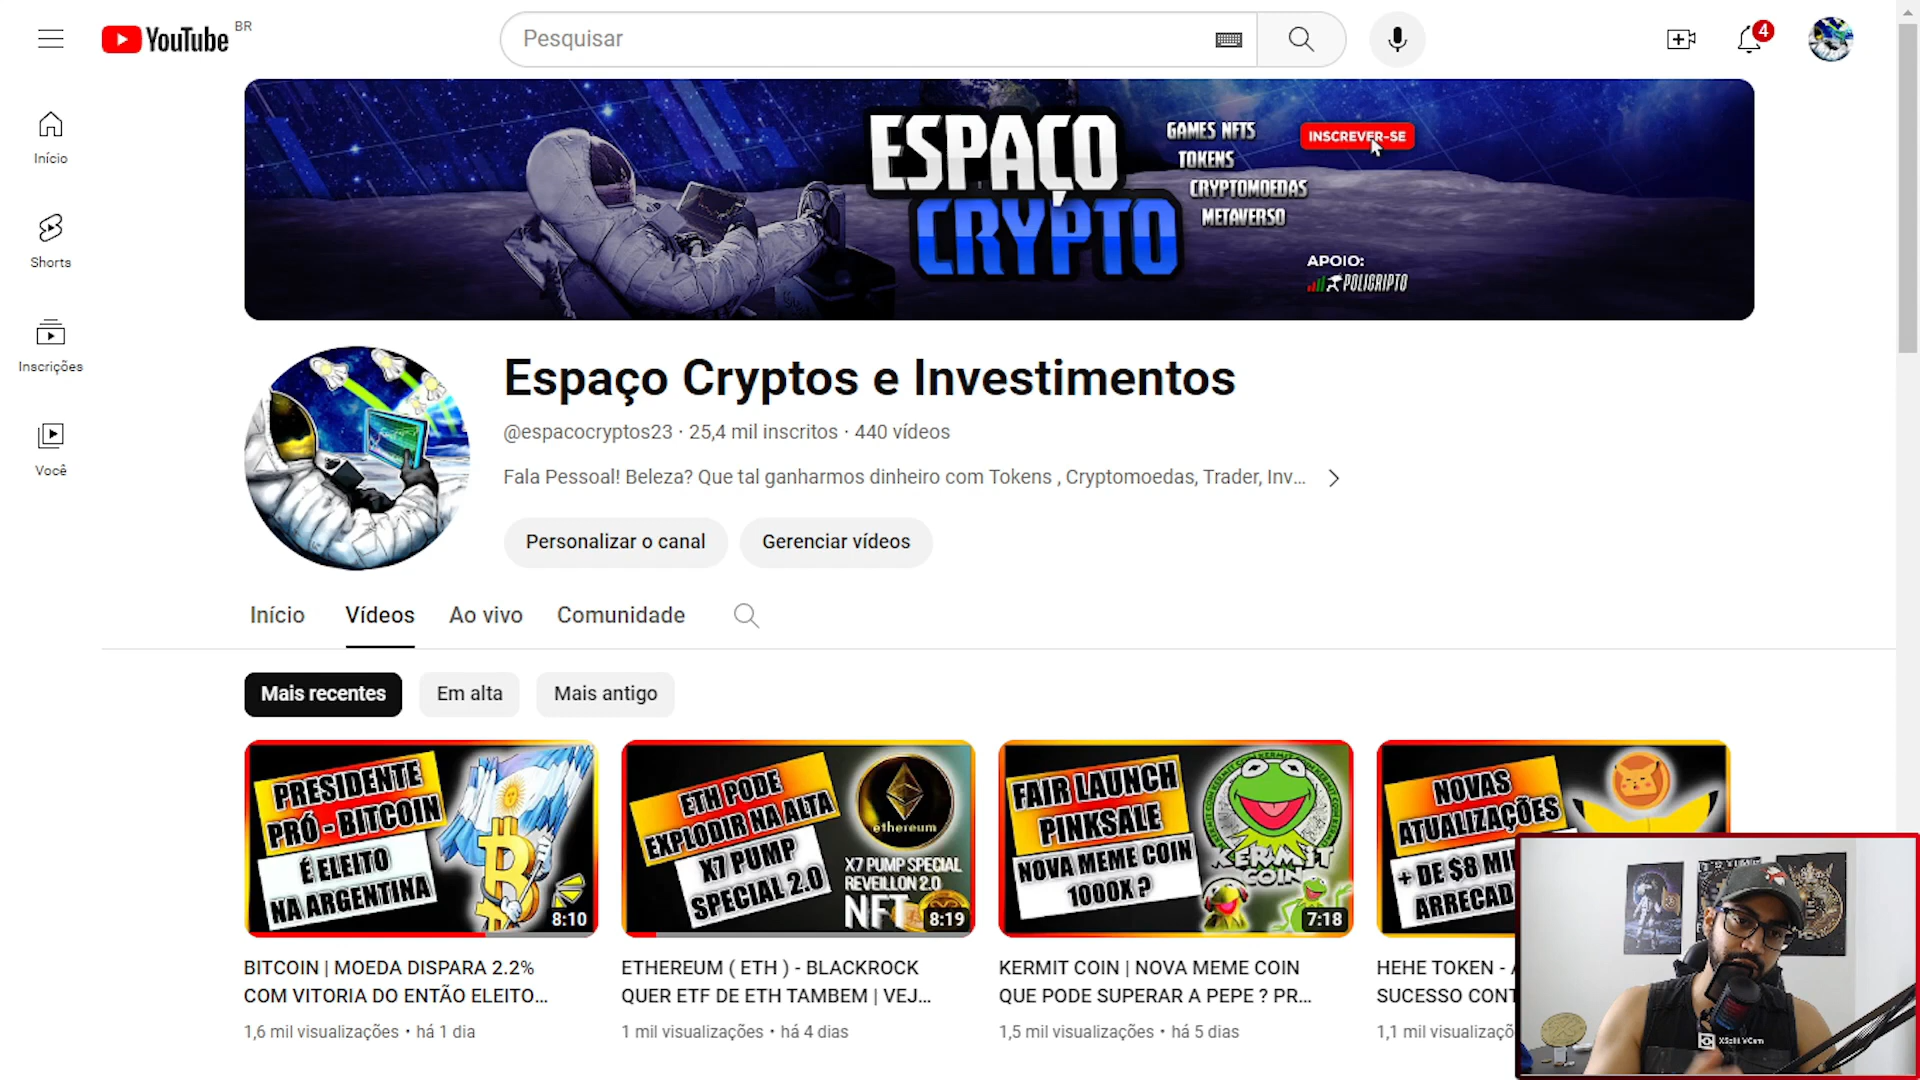 YouTube BR
Pesquisar
4
Início
Shorts
Inscrições
Você
ESPAÇO
CRYPTO
GAMES NFTS
TOKENS
CRYPTOMOEDAS
METAVERSO
INSCREVER-SE
APOIO:
POLIGRIPTO
Espaço Cryptos e Investimentos
@espacocryptos23 · 25,4 mil inscritos · 440 vídeos
Fala Pessoal! Beleza? Que tal ganharmos dinheiro com Tokens , Cryptomoedas, Trader, Inv...
Personalizar o canal
Gerenciar vídeos
Início
Vídeos
Ao vivo
Comunidade
Mais recentes
Em alta
Mais antigo
PRESIDENTE
PRÓ - BITCOIN
É ELEITO
NA ARGENTINA
8:10
BITCOIN | MOEDA DISPARA 2.2%
COM VITORIA DO ENTÃO ELEITO...
1,6 mil visualizações • há 1 dia
ETH PODE
EXPLODIR NA ALTA
X7 PUMP
SPECIAL 2.0
ethereum
X7 PUMP SPECIAL
REVEILLON 2.0
NFT
8:19
ETHEREUM ( ETH ) - BLACKROCK
QUER ETF DE ETH TAMBEM | VEJ...
1 mil visualizações • há 4 dias
FAIR LAUNCH
PINKSALE
NOVA MEME COIN
1000X ?
KERMIT
COIN
7:18
KERMIT COIN | NOVA MEME COIN
QUE PODE SUPERAR A PEPE ? PR...
1,5 mil visualizações • há 5 dias
NOVAS
ATUALIZAÇÕES
+ DE $8 MI
ARRECAD
HEHE TOKEN -
SUCESSO CONT
1,1 mil visualizaçõ
XSplit VCam